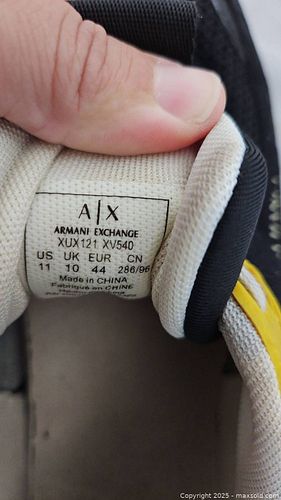 A|X
ARMANI EXCHANGE
XUX121 XV540
US UK EUR CN
11 10 44 286/96
Made in CHINA
Fabriqué en CHINE
Copyright © 2025 - maxsold.com